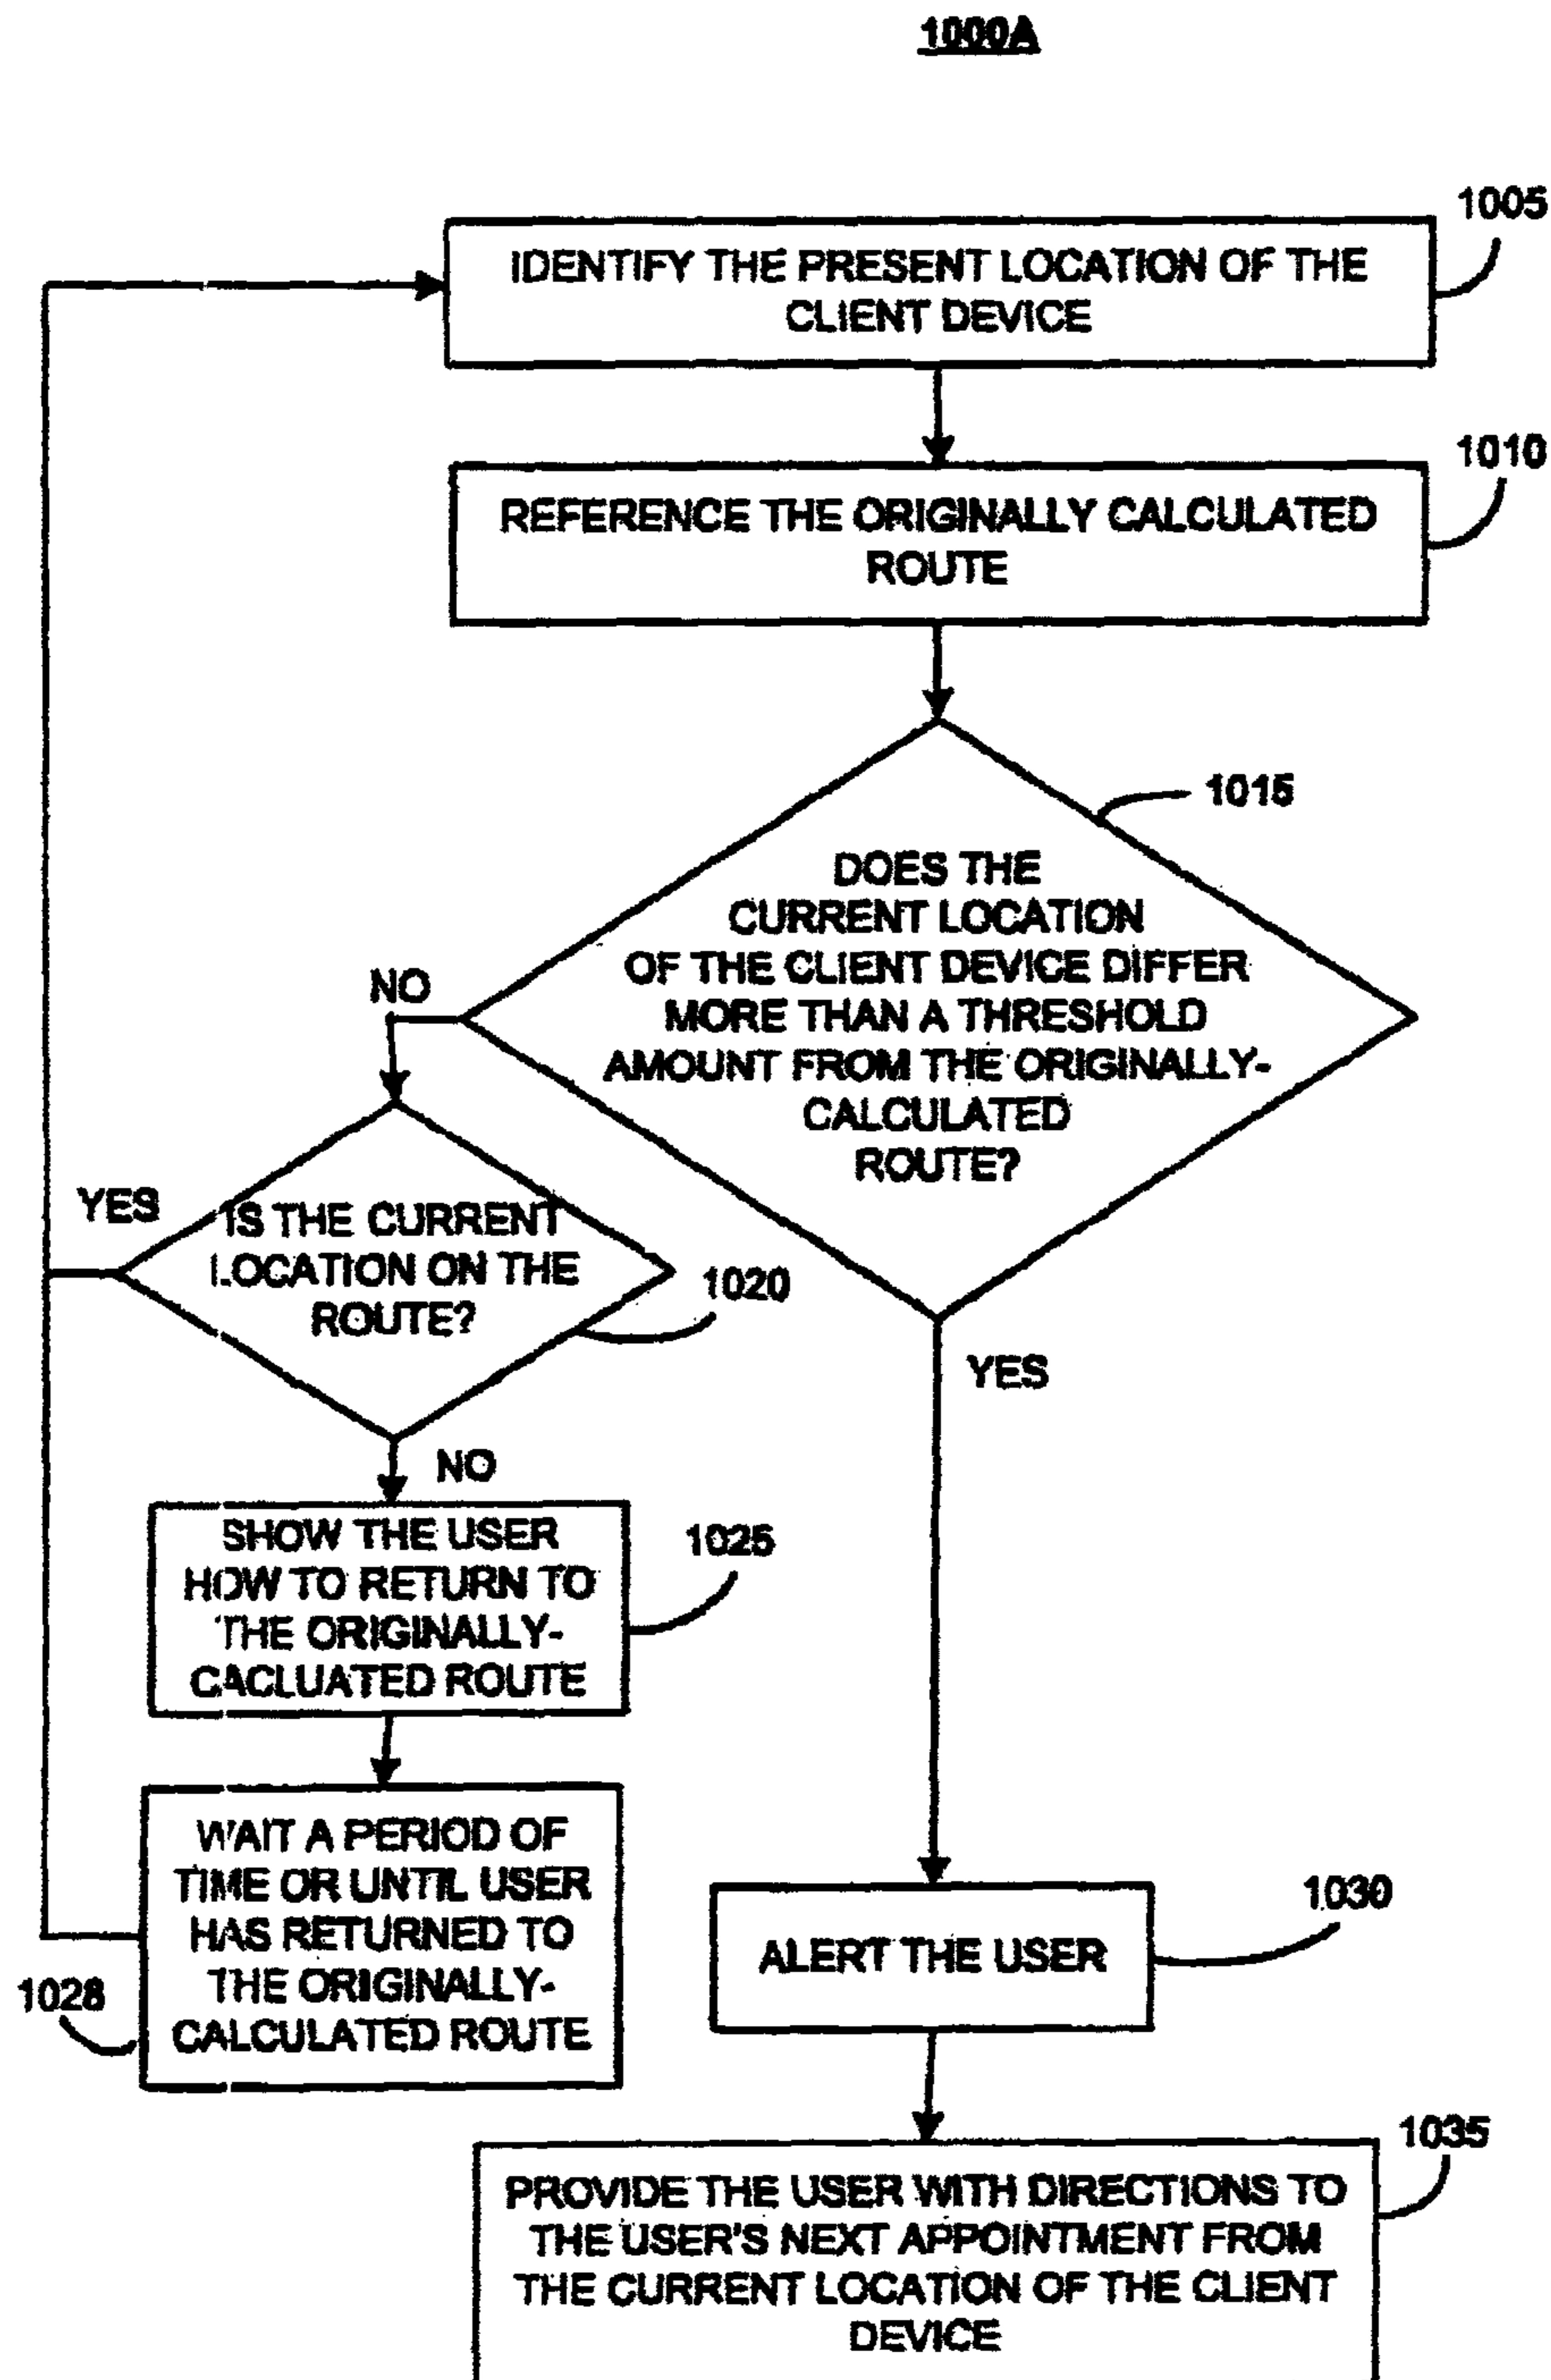 1000A
1005
IDENTIFY THE PRESENT LOCATION OF THE
CLIENT DEVICE
1010
REFERENCE THE ORIGINALLY CALCULATED
ROUTE
1015
DOES THE
CURRENT LOCATION
OF THE CLIENT DEVICE DIFFER
MORE THAN A THRESHOLD
AMOUNT FROM THE ORIGINALLY-
CALCULATED
ROUTE?
NO
YES
IS THE CURRENT
LOCATION ON THE
ROUTE?
1020
YES
NO
SHOW THE USER
HOW TO RETURN TO
THE ORIGINALLY-
CACLUATED ROUTE
1025
WAIT A PERIOD OF
TIME OR UNTIL USER
HAS RETURNED TO
THE ORIGINALLY-
CALCULATED ROUTE
1028
1030
ALERT THE USER
1035
PROVIDE THE USER WITH DIRECTIONS TO
THE USER'S NEXT APPOINTMENT FROM
THE CURRENT LOCATION OF THE CLIENT
DEVICE